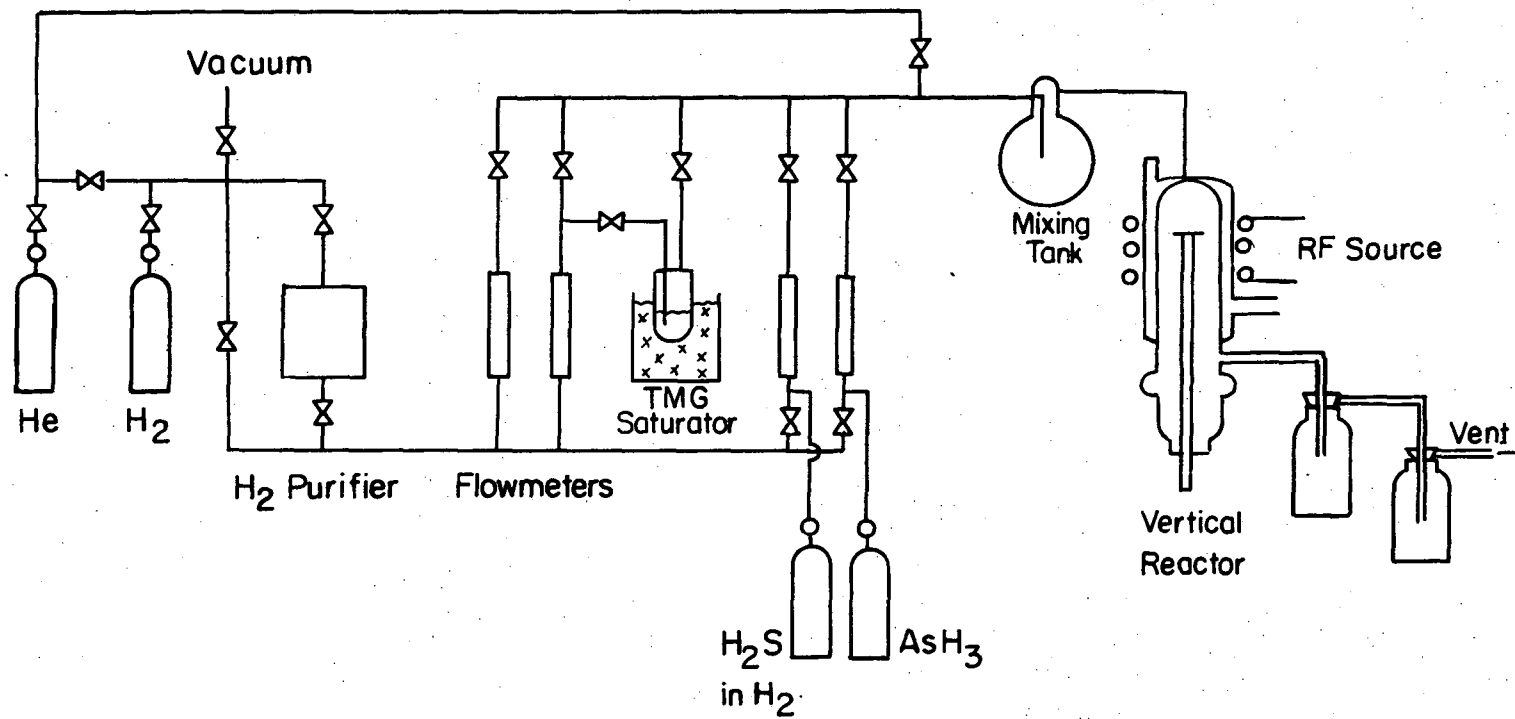 Vacuum
Mixing
Tank
RF Source
He
H₂
TMG
Saturator
H₂ Purifier
Flowmeters
Vent
Vertical
Reactor
H₂S
in H₂
AsH₃